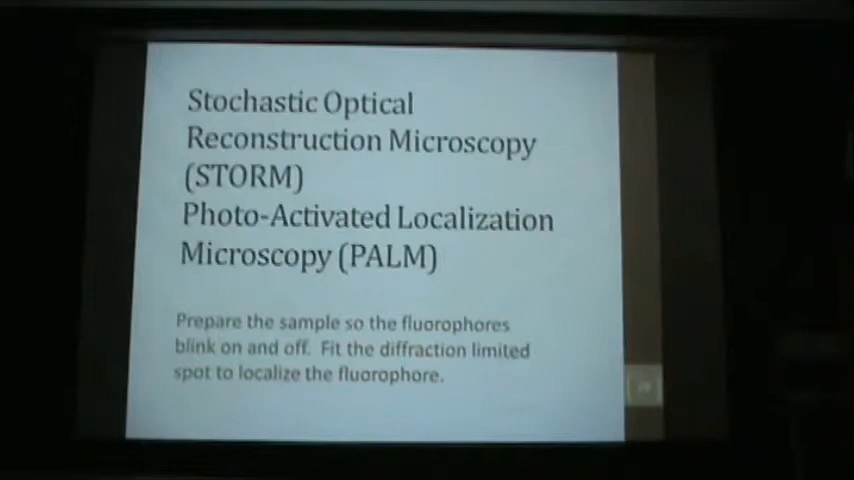 Stochastic Optical
Reconstruction Microscopy
(STORM)
Photo-Activated Localization
Microscopy (PALM)
Prepare the sample so the fluorophores
blink on and off. Fit the diffraction limited
spot to localize the fluorophore.